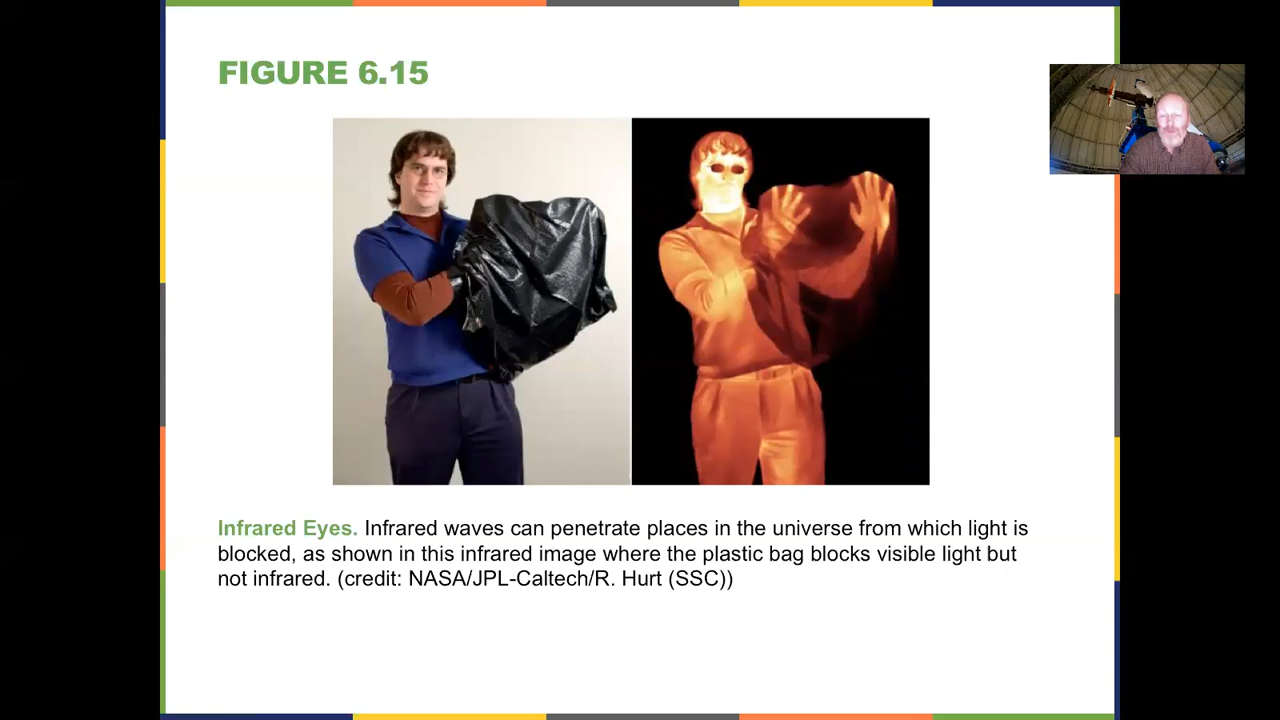 FIGURE 6.15
Infrared Eyes. Infrared waves can penetrate places in the universe from which light is
blocked, as shown in this infrared image where the plastic bag blocks visible light but
not infrared. (credit: NASA/JPL-Caltech/R. Hurt (SSC))